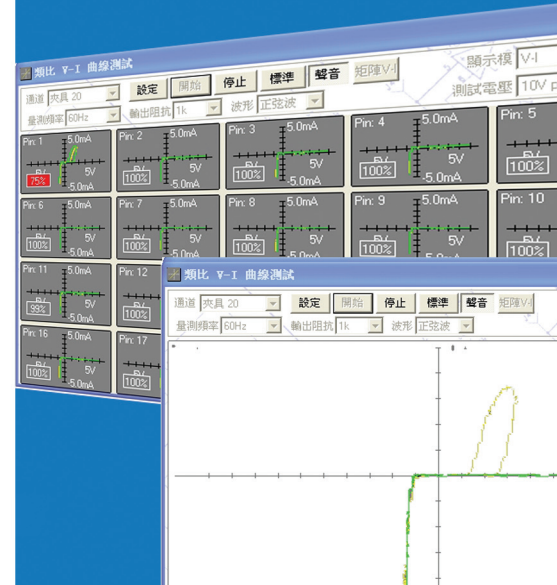 類比 V-I 曲線測試
通道 夾具 20 設定 開始 停止 標準 聲音 矩陣V-I 顯示模 V-I
量測頻率 60Hz 輸出阻抗 1k 波形 正弦波 測試電壓 10V p
Pin: 1 5.0mA Pin: 2 5.0mA Pin: 3 5.0mA Pin: 4 5.0mA Pin: 5
5V 5V 5V 5V
75% 100% 100% 100% 100%
-5.0mA -5.0mA -5.0mA -5.0mA
Pin: 6 5.0mA Pin: 7 5.0mA Pin: 8 5.0mA Pin: 9 5.0mA Pin: 10
5V 5V 5V 5V
100% 100% 100% 100% 100%
-5.0mA -5.0mA
Pin: 11 5.0mA Pin: 12
5V
99% 100%
-5.0mA
Pin: 16 5.0mA Pin: 17
5V
100% 100%
-5.0mA
類比 V-I 曲線測試
通道 夾具 20 設定 開始 停止 標準 聲音 矩陣V-I
量測頻率 60Hz 輸出阻抗 1k 波形 正弦波